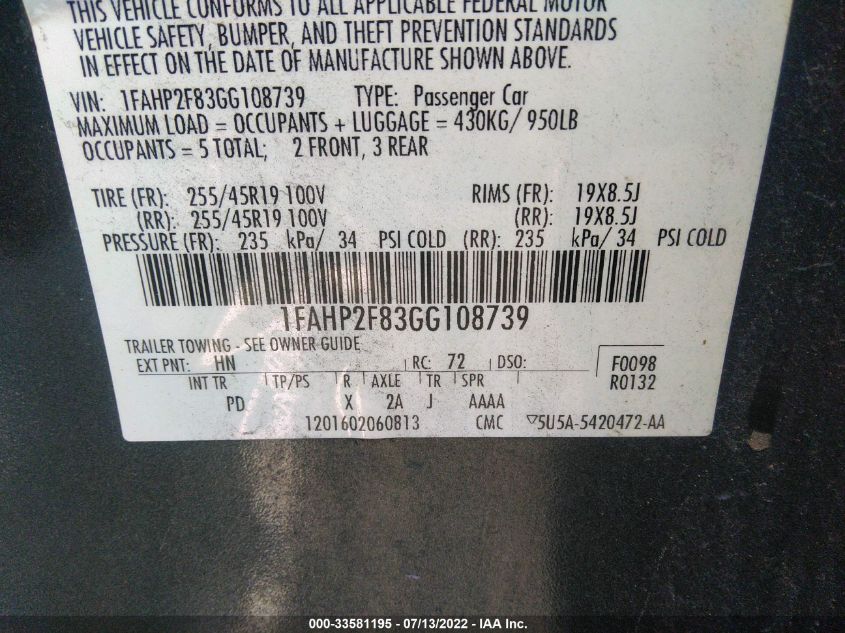 THIS VEHICLE CONFORMS TO ALL APPLICABLE FEDERAL MOTOR
VEHICLE SAFETY, BUMPER, AND THEFT PREVENTION STANDARDS
IN EFFECT ON THE DATE OF MANUFACTURE SHOWN ABOVE.
VIN: 1FAHP2F83GG108739 TYPE: Passenger Car
MAXIMUM LOAD = OCCUPANTS + LUGGAGE = 430KG/ 950LB
OCCUPANTS = 5 TOTAL; 2 FRONT, 3 REAR
TIRE (FR): 255/45R19 100V RIMS (FR): 19X8.5J
(RR): 255/45R19 100V (RR): 19X8.5J
PRESSURE (FR): 235 kPa/ 34 PSI COLD (RR): 235 kPa/ 34 PSI COLD
1FAHP2F83GG108739
TRAILER TOWING - SEE OWNER GUIDE
EXT PNT: HN RC: 72 DSO: F0098
INT TR TP/PS R AXLE TR SPR R0132
PD X 2A J AAAA
1201602060813 CMC ▽5U5A-5420472-AA
000-33581195 - 07/13/2022 - IAA Inc.